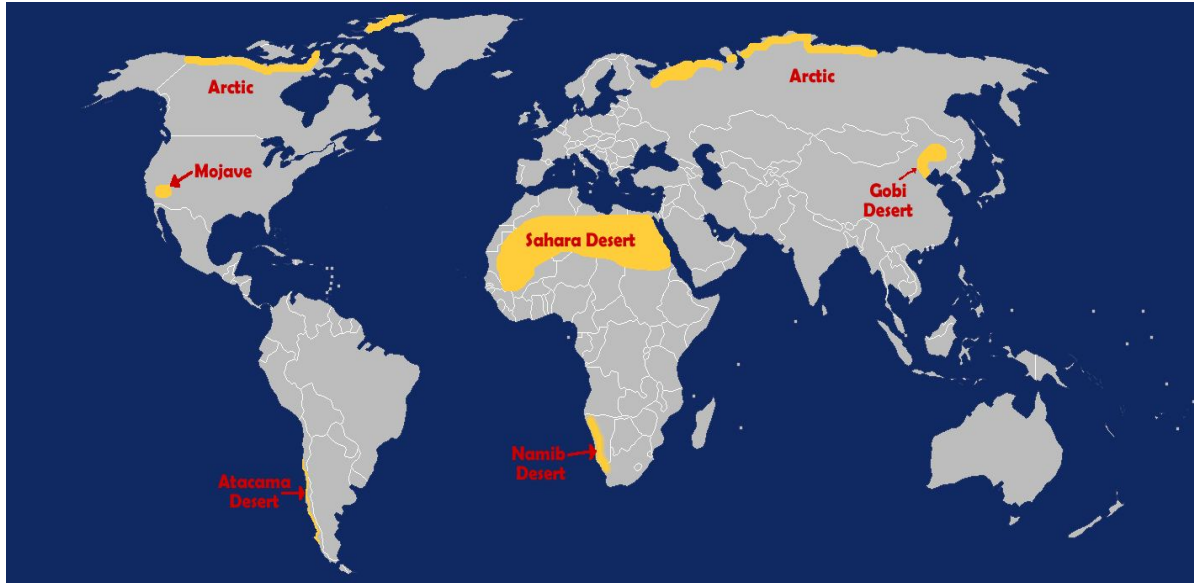 Arctic
Arctic
Mojave
Gobi
Desert
Sahara Desert
Namib
Desert
Atacama
Desert